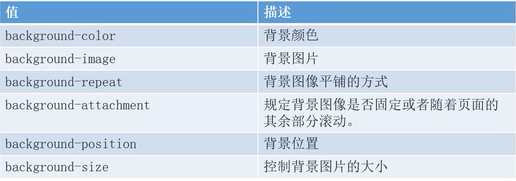 值 描述
background-color 背景颜色
background-image 背景图片
background-repeat 背景图像平铺的方式
background-attachment 规定背景图像是否固定或者随着页面的
其余部分滚动。
background-position 背景位置
background-size 控制背景图片的大小